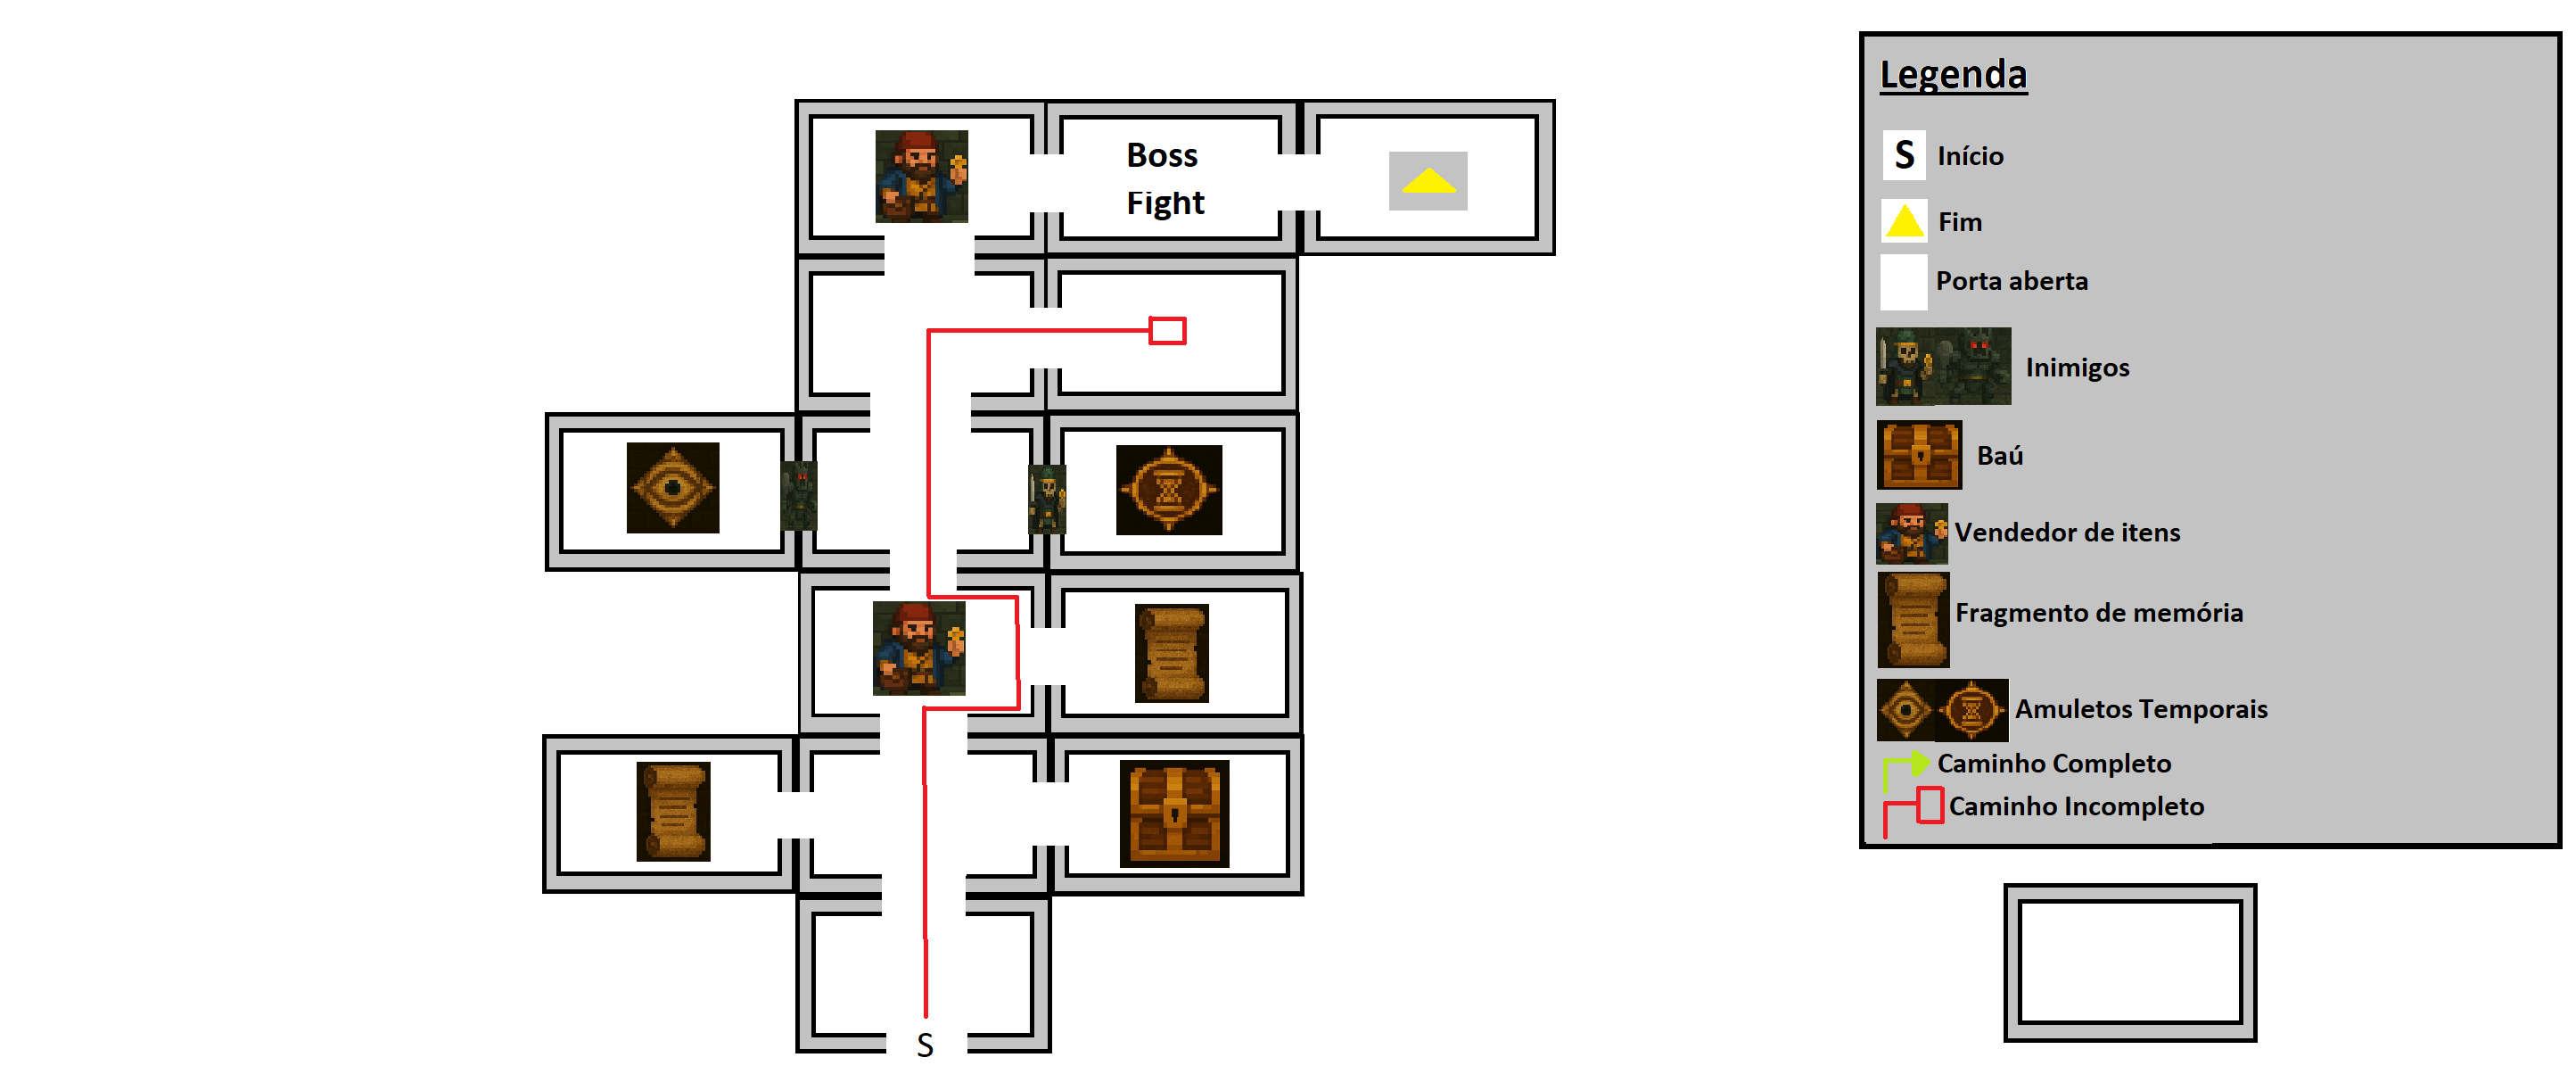 Boss
Fight
S
Legenda
S Início
Fim
Porta aberta
Inimigos
Baú
Vendedor de itens
Fragmento de memória
Amuletos Temporais
Caminho Completo
Caminho Incompleto